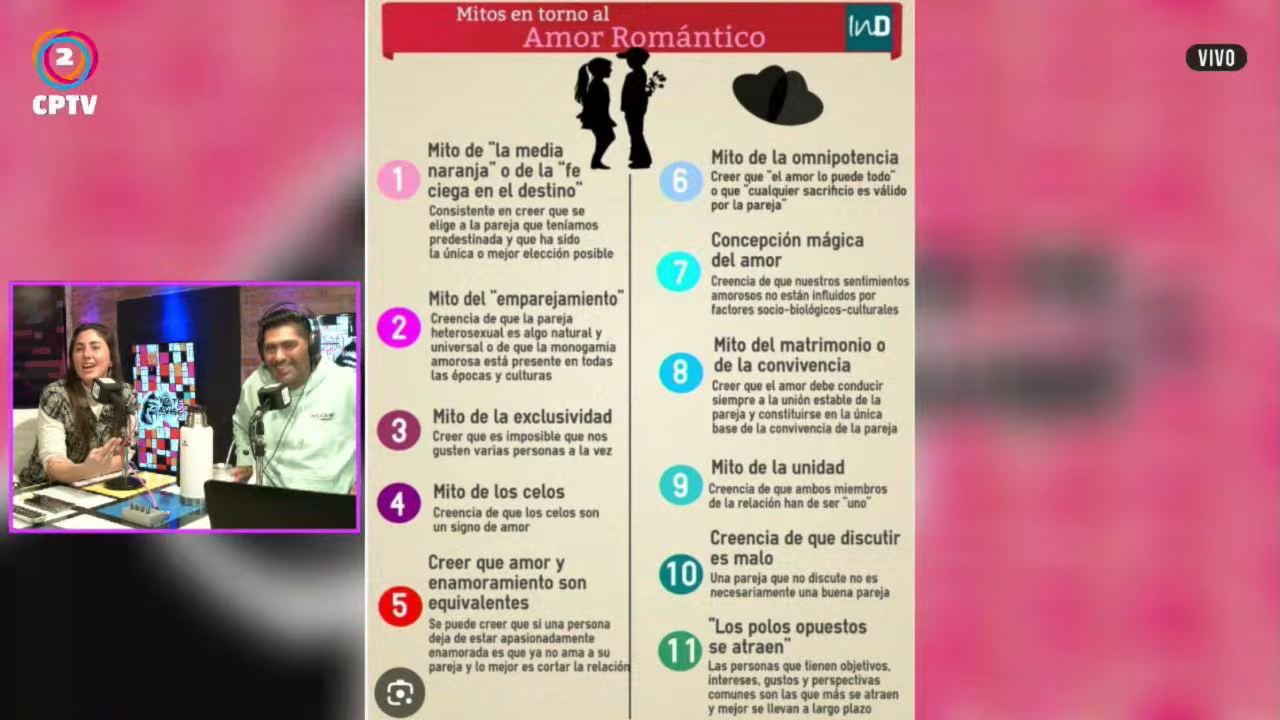 2
CPTV
VIVO
Mitos en torno al
Amor Romántico
InD
1
Mito de "la media
naranja" o de la "fe
ciega en el destino"
Consistente en creer que se
elige a la pareja que teníamos
predestinada y que ha sido
la única o mejor elección posible
2
Mito del "emparejamiento"
Creencia de que la pareja
heterosexual es algo natural y
universal o de que la monogamia
amorosa está presente en todas
las épocas y culturas
3
Mito de la exclusividad
Creer que es imposible que nos
gusten varias personas a la vez
4
Mito de los celos
Creencia de que los celos son
un signo de amor
5
Creer que amor y
enamoramiento son
equivalentes
Se puede creer que si una persona
deja de estar apasionadamente
enamorada es que ya no ama a su
pareja y lo mejor es cortar la relación
6
Mito de la omnipotencia
Creer que "el amor lo puede todo"
o que "cualquier sacrificio es válido
por la pareja"
7
Concepción mágica
del amor
Creencia de que nuestros sentimientos
amorosos no están influidos por
factores socio-biológicos-culturales
8
Mito del matrimonio o
de la convivencia
Creer que el amor debe conducir
siempre a la unión estable de la
pareja y constituirse en la única
base de la convivencia de la pareja
9
Mito de la unidad
Creencia de que ambos miembros
de la relación han de ser "uno"
10
Creencia de que discutir
es malo
Una pareja que no discute no es
necesariamente una buena pareja
11
"Los polos opuestos
se atraen"
Las personas que tienen objetivos,
intereses, gustos y perspectivas
comunes son las que más se atraen
y mejor se llevan a largo plazo
YO TE
AVISÉ